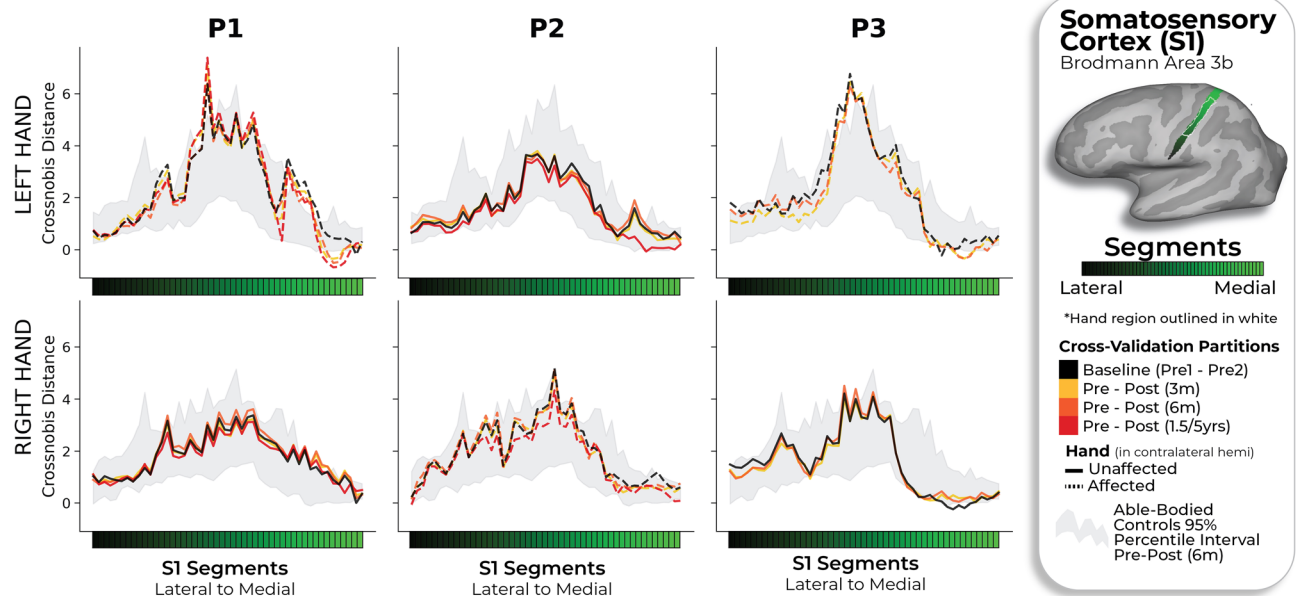 P1
P2
P3
LEFT HAND
Crossnobis Distance
6
4
2
0
RIGHT HAND
Crossnobis Distance
6
4
2
0
S1 Segments
Lateral to Medial
S1 Segments
Lateral to Medial
S1 Segments
Lateral to Medial
Somatosensory
Cortex (S1)
Brodmann Area 3b
Segments
Lateral
Medial
*Hand region outlined in white
Cross-Validation Partitions
Baseline (Pre1 - Pre2)
Pre - Post (3m)
Pre - Post (6m)
Pre - Post (1.5/5yrs)
Hand (in contralateral hemi)
Unaffected
Affected
Able-Bodied
Controls 95%
Percentile Interval
Pre-Post (6m)